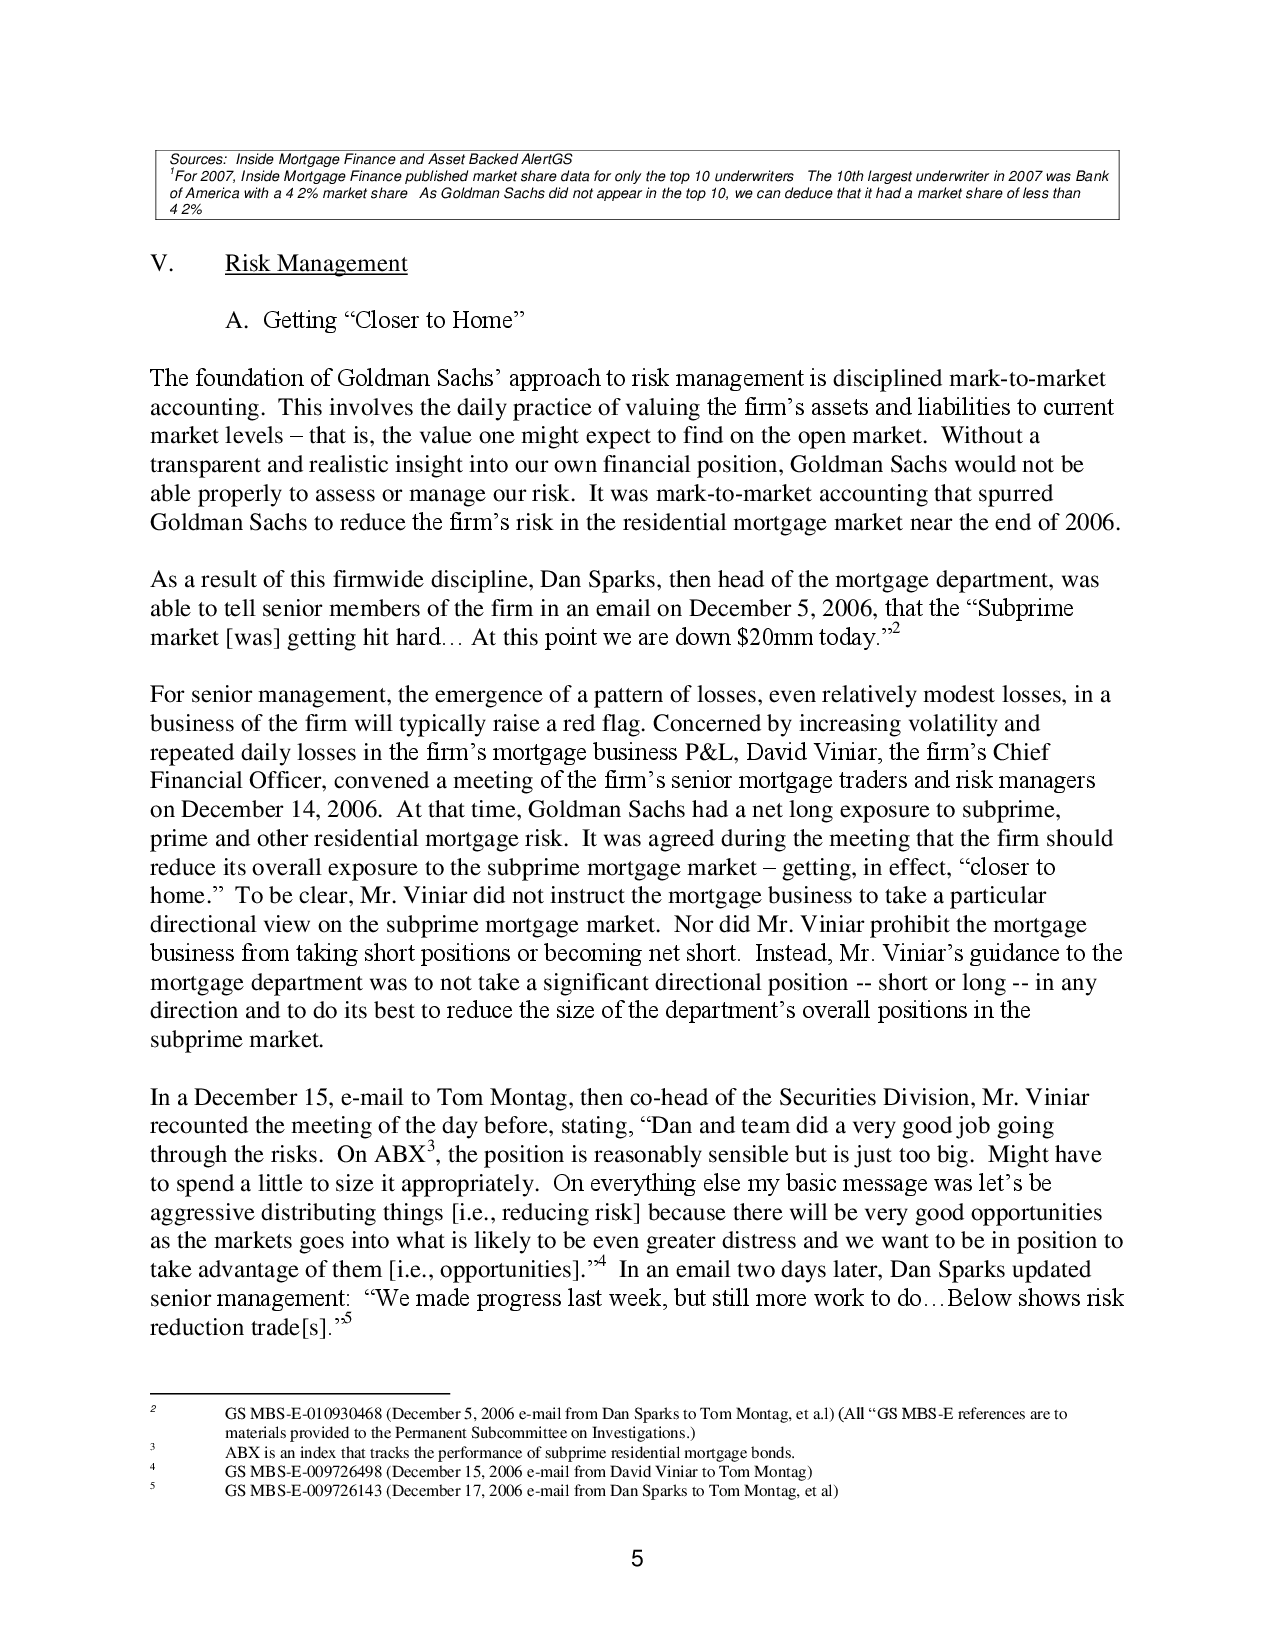 Sources: Inside Mortgage Finance and Asset Backed AlertGS
1For 2007, Inside Mortgage Finance published market share data for only the top 10 underwriters The 10th largest underwriter in 2007 was Bank
of America with a 4 2% market share As Goldman Sachs did not appear in the top 10, we can deduce that it had a market share of less than
4 2%
V. Risk Management
A. Getting “Closer to Home”
The foundation of Goldman Sachs’ approach to risk management is disciplined mark-to-market
accounting. This involves the daily practice of valuing the firm’s assets and liabilities to current
market levels – that is, the value one might expect to find on the open market. Without a
transparent and realistic insight into our own financial position, Goldman Sachs would not be
able properly to assess or manage our risk. It was mark-to-market accounting that spurred
Goldman Sachs to reduce the firm’s risk in the residential mortgage market near the end of 2006.
As a result of this firmwide discipline, Dan Sparks, then head of the mortgage department, was
able to tell senior members of the firm in an email on December 5, 2006, that the “Subprime
market [was] getting hit hard… At this point we are down $20mm today.”2
For senior management, the emergence of a pattern of losses, even relatively modest losses, in a
business of the firm will typically raise a red flag. Concerned by increasing volatility and
repeated daily losses in the firm’s mortgage business P&L, David Viniar, the firm’s Chief
Financial Officer, convened a meeting of the firm’s senior mortgage traders and risk managers
on December 14, 2006. At that time, Goldman Sachs had a net long exposure to subprime,
prime and other residential mortgage risk. It was agreed during the meeting that the firm should
reduce its overall exposure to the subprime mortgage market – getting, in effect, “closer to
home.” To be clear, Mr. Viniar did not instruct the mortgage business to take a particular
directional view on the subprime mortgage market. Nor did Mr. Viniar prohibit the mortgage
business from taking short positions or becoming net short. Instead, Mr. Viniar’s guidance to the
mortgage department was to not take a significant directional position -- short or long -- in any
direction and to do its best to reduce the size of the department’s overall positions in the
subprime market.
In a December 15, e-mail to Tom Montag, then co-head of the Securities Division, Mr. Viniar
recounted the meeting of the day before, stating, “Dan and team did a very good job going
through the risks. On ABX3, the position is reasonably sensible but is just too big. Might have
to spend a little to size it appropriately. On everything else my basic message was let’s be
aggressive distributing things [i.e., reducing risk] because there will be very good opportunities
as the markets goes into what is likely to be even greater distress and we want to be in position to
take advantage of them [i.e., opportunities].”4 In an email two days later, Dan Sparks updated
senior management: “We made progress last week, but still more work to do…Below shows risk
reduction trade[s].”5
2 GS MBS-E-010930468 (December 5, 2006 e-mail from Dan Sparks to Tom Montag, et a.l) (All “GS MBS-E references are to
materials provided to the Permanent Subcommittee on Investigations.)
3 ABX is an index that tracks the performance of subprime residential mortgage bonds.
4 GS MBS-E-009726498 (December 15, 2006 e-mail from David Viniar to Tom Montag)
5 GS MBS-E-009726143 (December 17, 2006 e-mail from Dan Sparks to Tom Montag, et al)
5